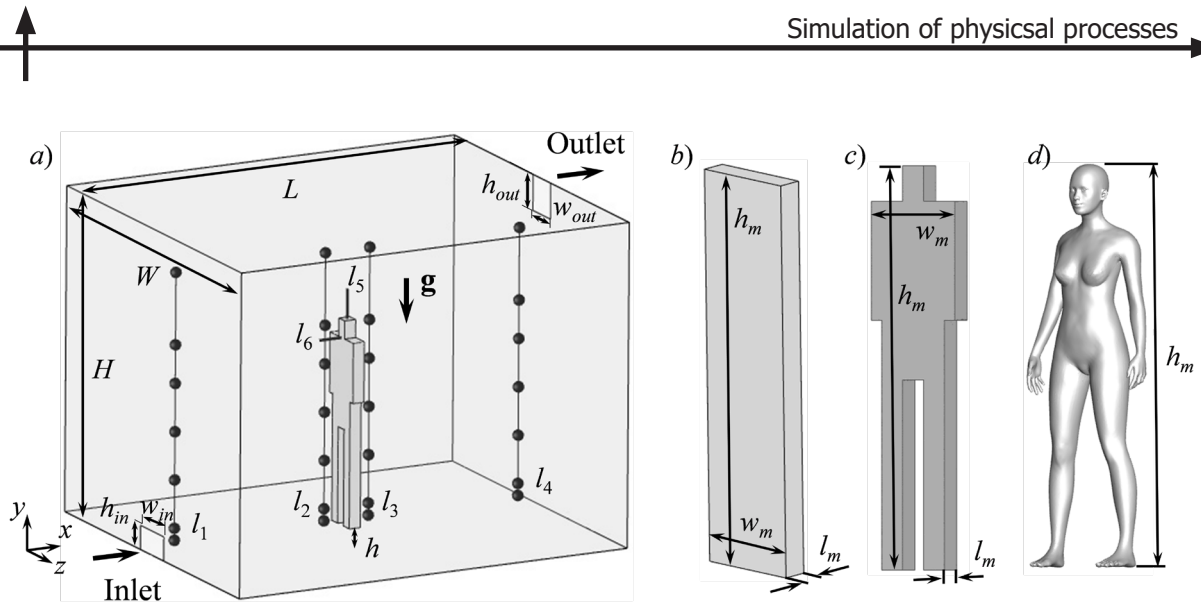 Simulation of physicsal processes
a)
Outlet
b)
c)
d)
L
h_out
w_out
h_m
w_m
W
g
l_5
h_m
l_6
H
h_m
l_4
w_m
y
h_in
w_in
l_1
l_2
l_3
x
z
h
l_m
l_m
Inlet